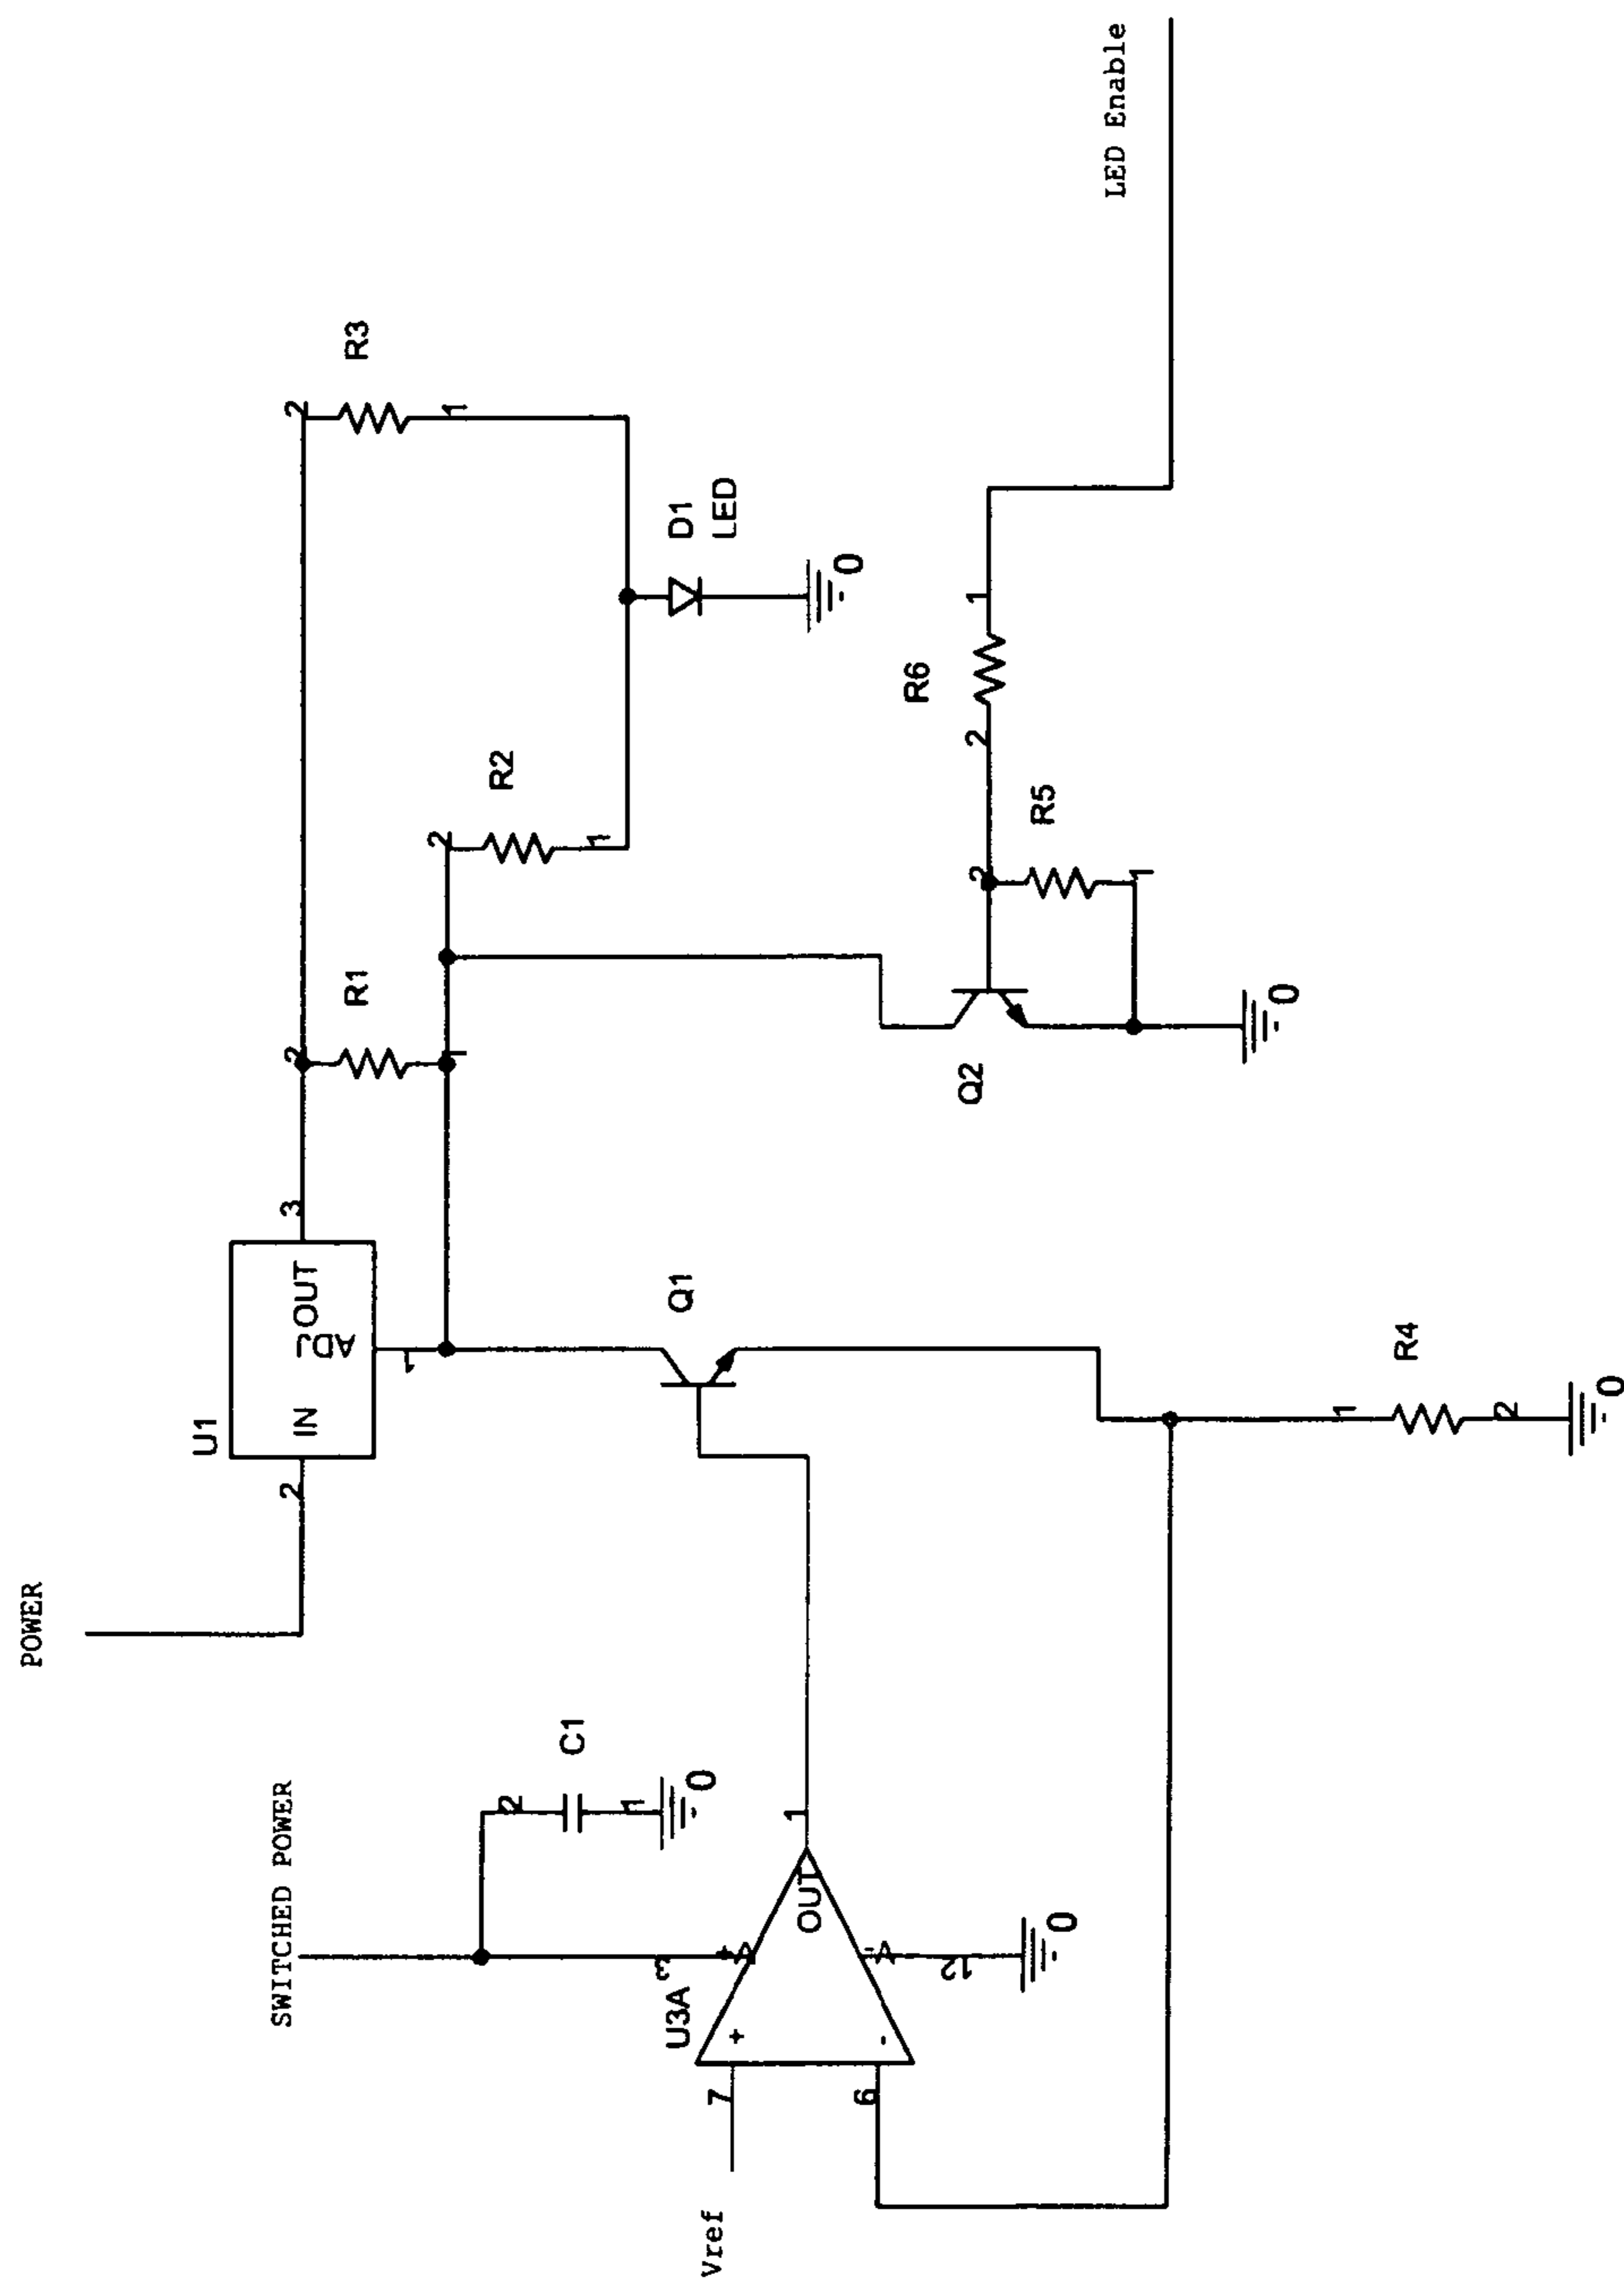 POWER
U1
2
IN
OUT
ADJ
3
1
2
R1
1
2
R3
1
2
R2
1
D1
LED
0
SWITCHED POWER
2
C1
1
0
Q1
LED Enable
R6
1
2
2
R5
1
Q2
0
U3A
3
+
V+
OUT
1
-
V-
12
0
7
6
Vref
R4
1
2
0